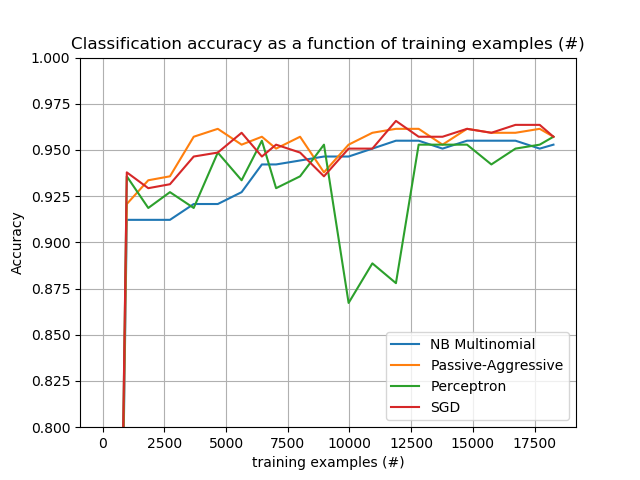 Classification accuracy as a function of training examples (#)
1.000
0.975
0.950
0.925
0.900
0.875
0.850
0.825
0.800
Accuracy
NB Multinomial
Passive-Aggressive
Perceptron
SGD
0 2500 5000 7500 10000 12500 15000 17500
training examples (#)